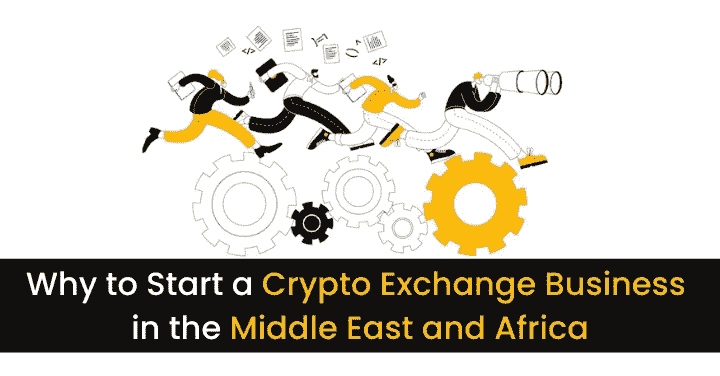 Why to Start a Crypto Exchange Business
in the Middle East and Africa